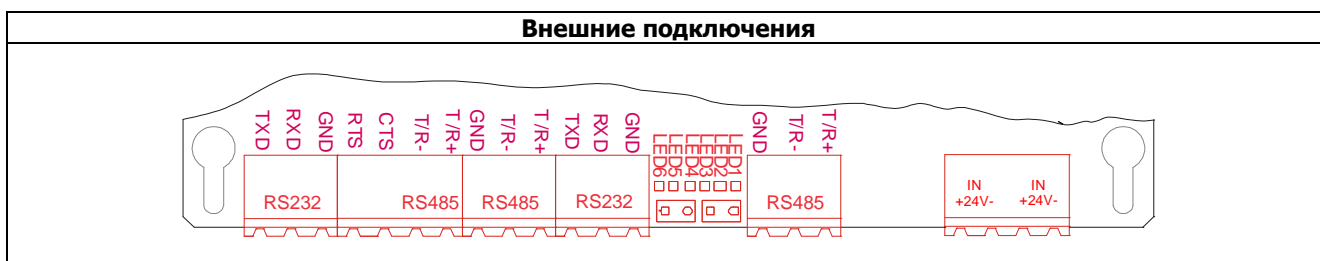 Внешние подключения
TXD RXD GND RTS CTS T/R- T/R+ GND T/R- T/R+ TXD RXD GND LED6 LED5 LED4 LED3 LED2 LED1 GND T/R- T/R+
RS232 RS485 RS485 RS232 RS485 IN IN
+24V- +24V-